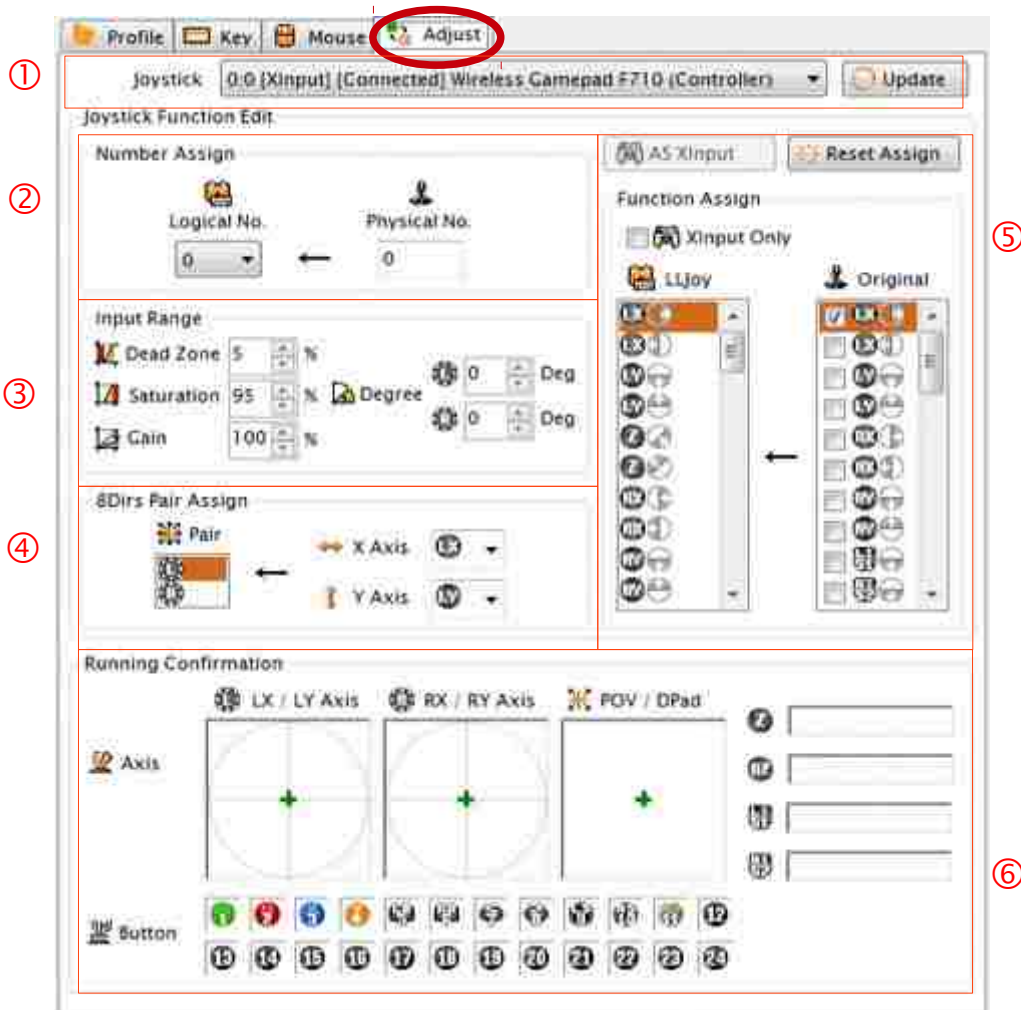 Profile Key Mouse Adjust
① Joystick 0:0 [XInput] [Connected] Wireless Gamepad F710 (Controller) Update
Joystick Function Edit
② Number Assign
Logical No. Physical No.
0 0
③ Input Range
Dead Zone 5 %
Saturation 95 %
Gain 100 %
Degree
0 Deg
0 Deg
④ 8Dirs Pair Assign
Pair
X Axis
Y Axis
AS XInput Reset Assign
⑤ Function Assign
XInput Only
LLJoy Original
Running Confirmation
LX / LY Axis RX / RY Axis POV / DPad
Axis
⑥
Button
12
13 14 15 16 17 18 19 20 21 22 23 24